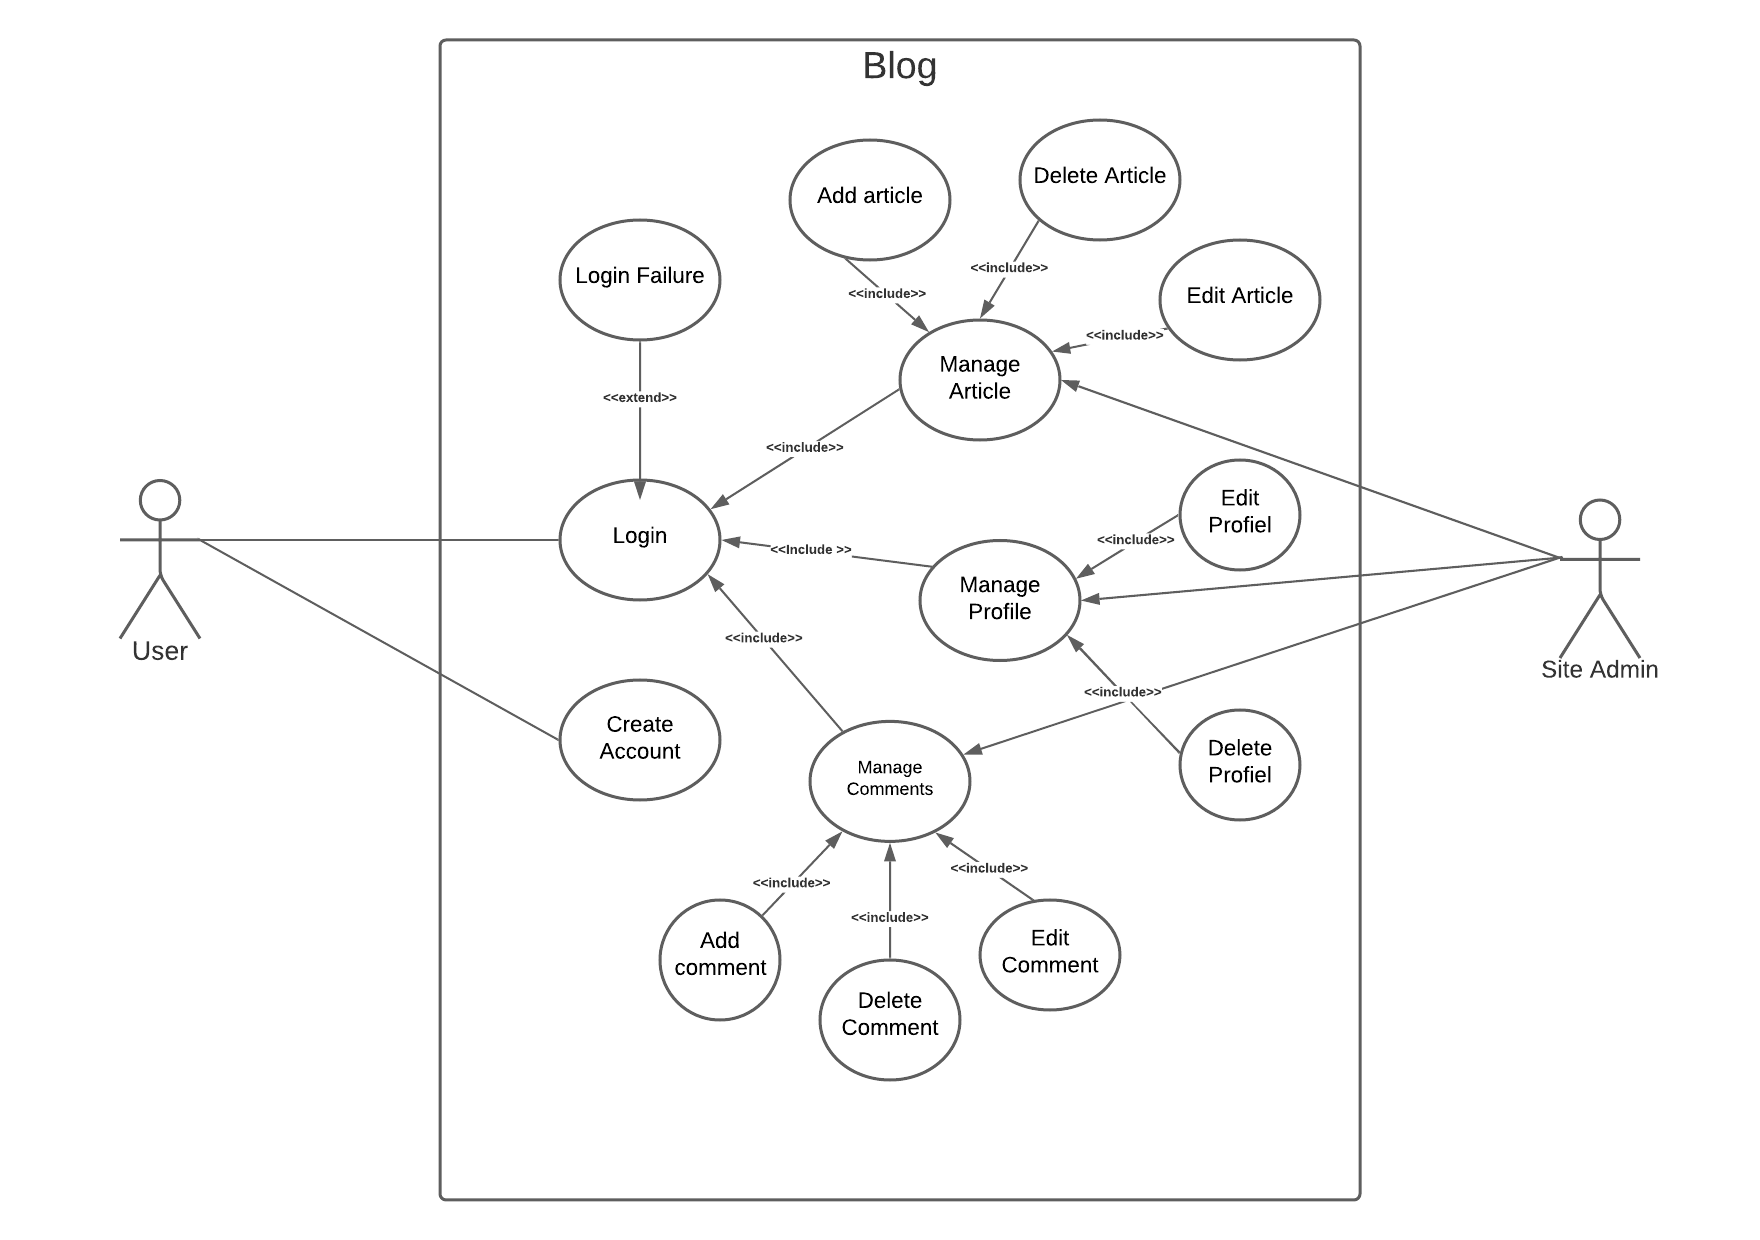 Blog
Delete Article
Add article
Login Failure
Edit Article
<<include>>
<<include>>
<<include>>
Manage
Article
<<extend>>
<<include>>
Edit
Profiel
Login
<<include>>
<<Include >>
Manage
Profile
<<include>>
User
Site Admin
<<include>>
Create
Account
Delete
Profiel
Manage
Comments
<<include>>
<<include>>
<<include>>
Add
comment
Edit
Comment
Delete
Comment